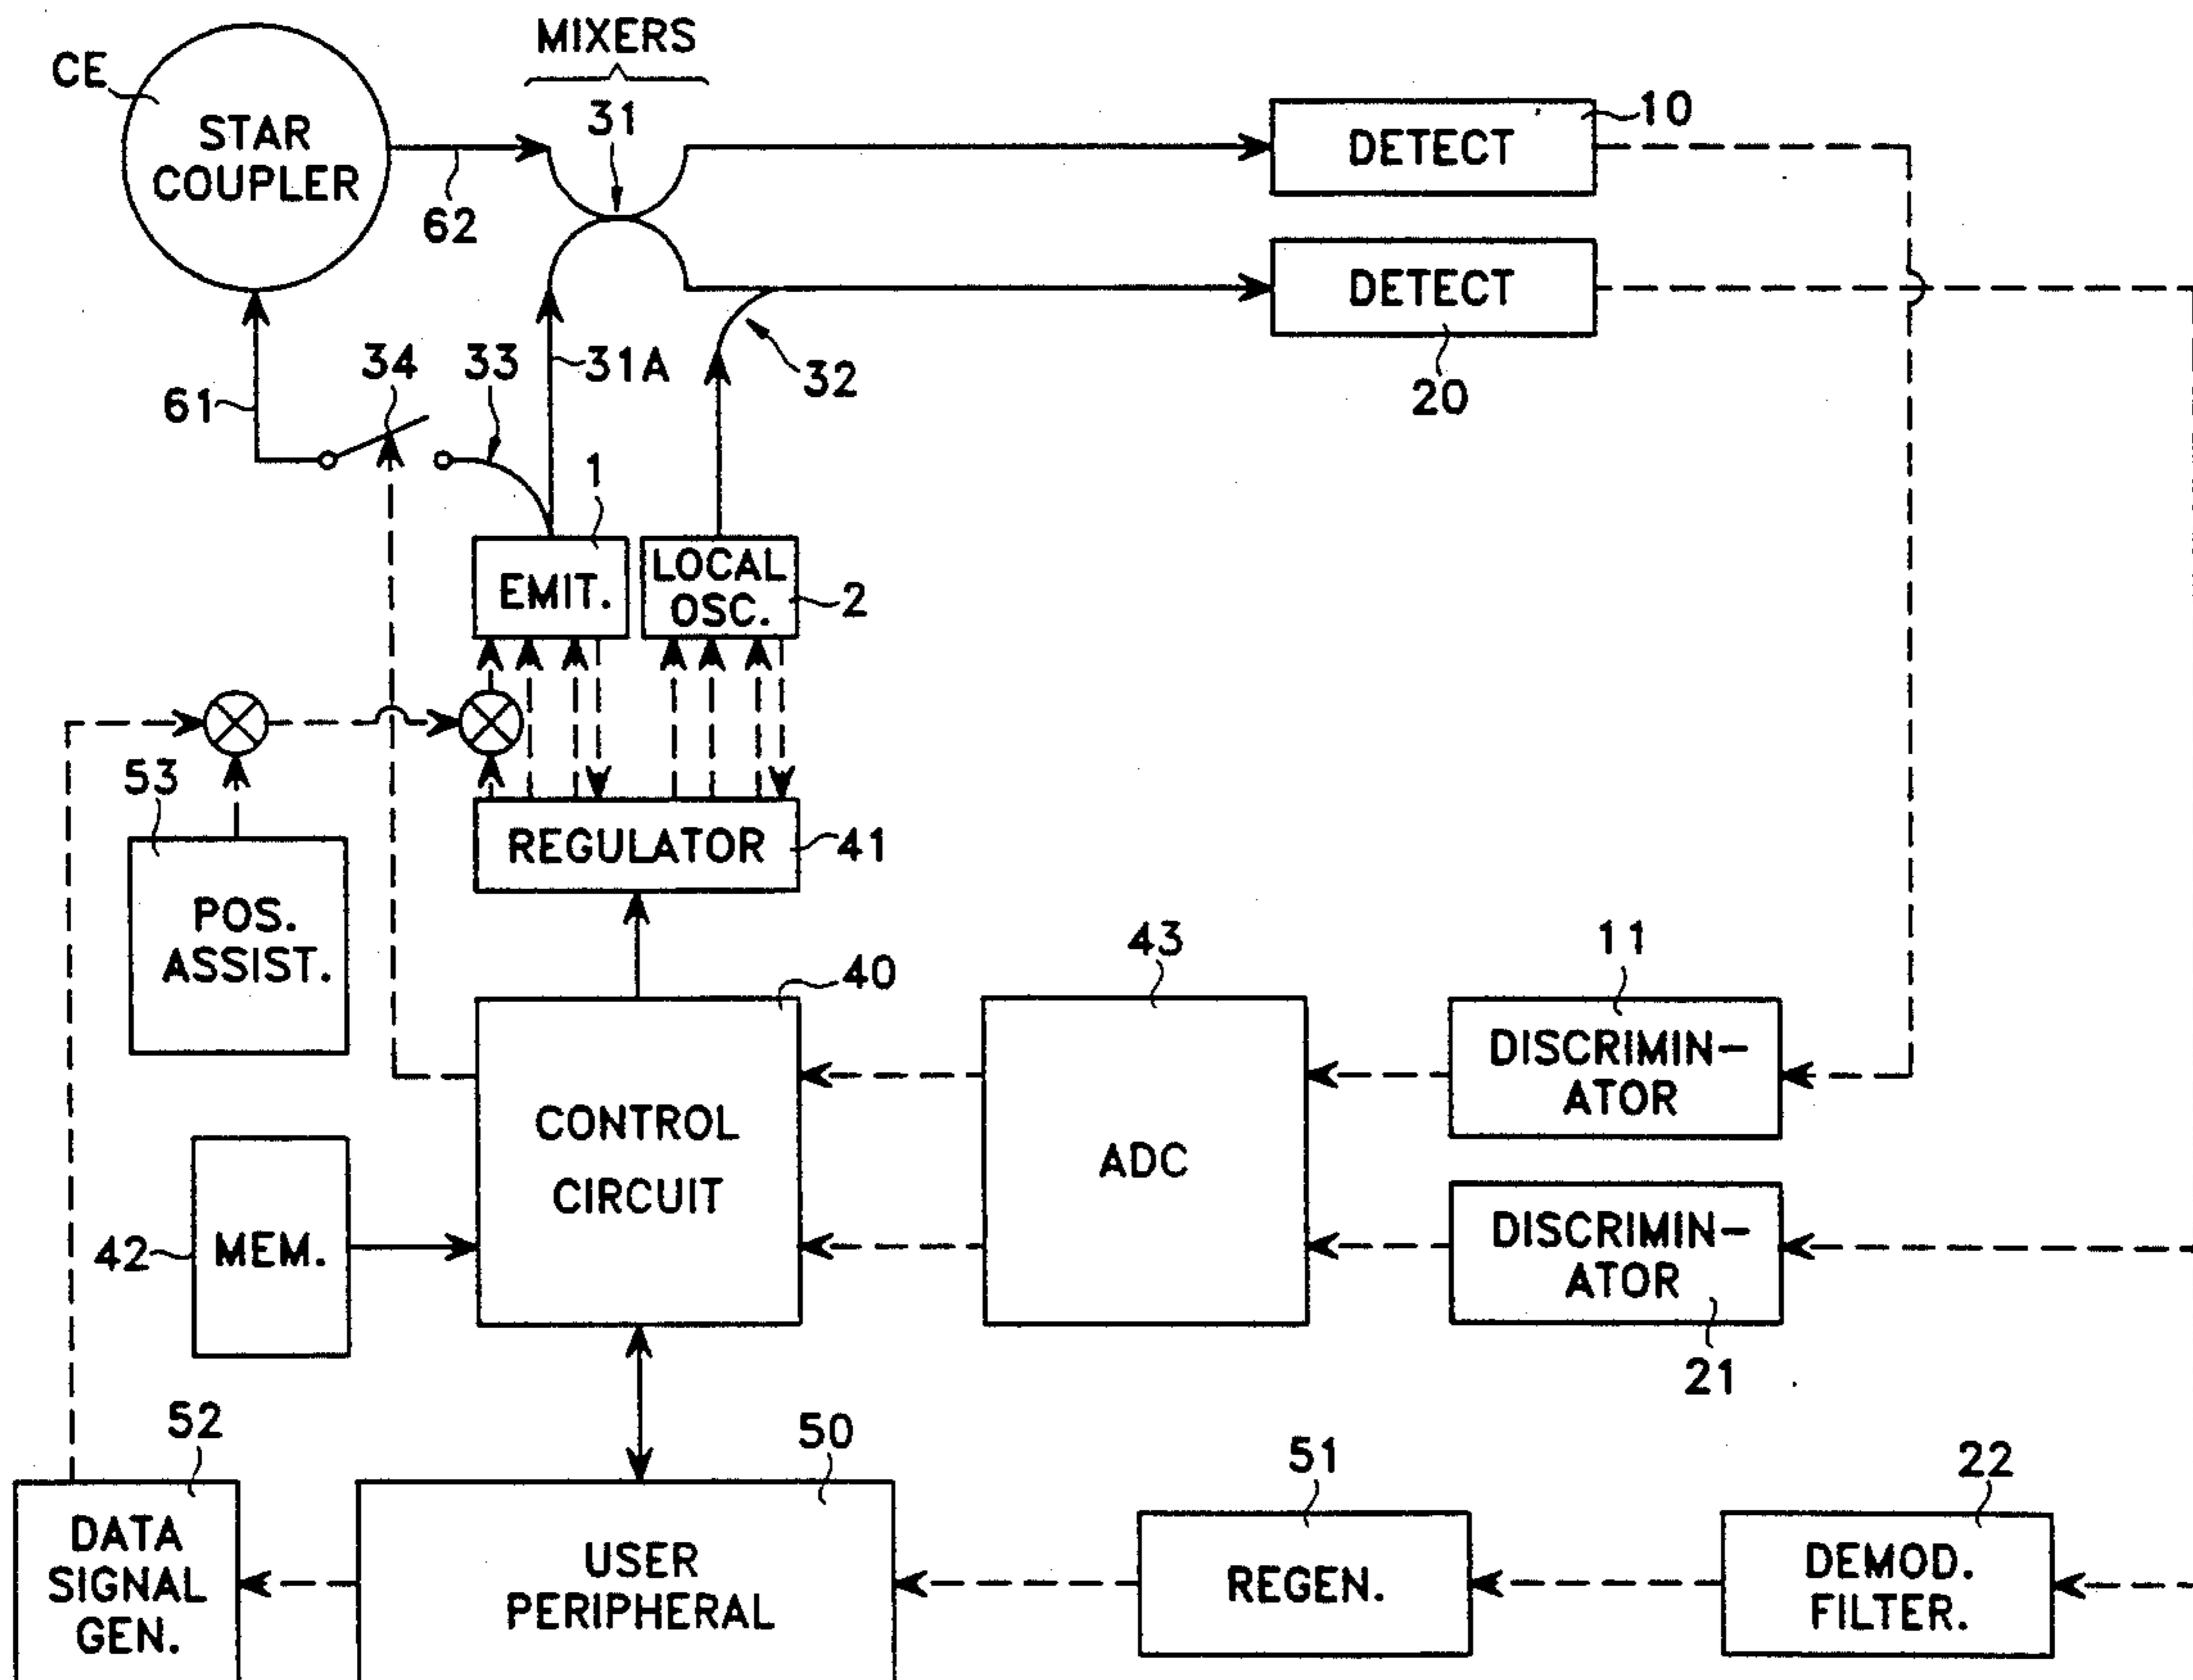 MIXERS
CE
STAR
COUPLER
31
62
DETECT
10
DETECT
20
61
34
33
31A
32
1
EMIT.
LOCAL
OSC.
2
53
POS.
ASSIST.
REGULATOR
41
40
43
11
CONTROL
CIRCUIT
ADC
DISCRIMIN-
ATOR
DISCRIMIN-
ATOR
21
42
MEM.
52
50
51
22
DATA
SIGNAL
GEN.
USER
PERIPHERAL
REGEN.
DEMOD.
FILTER.